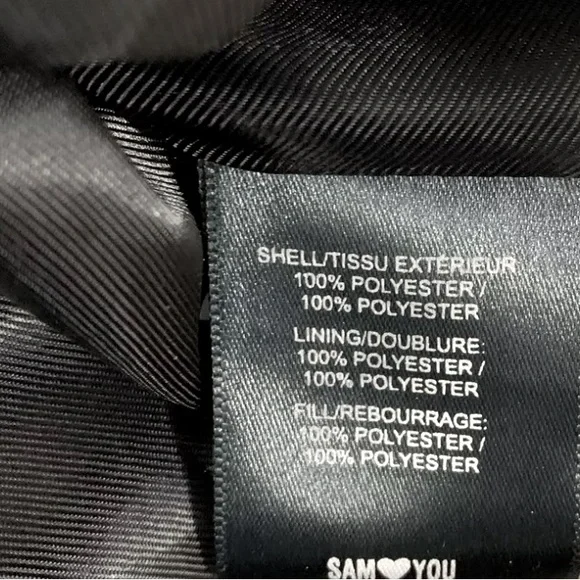 SHELL/TISSU EXTÉRIEUR
100% POLYESTER /
100% POLYESTER
LINING/DOUBLURE:
100% POLYESTER /
100% POLYESTER
FILL/REBOURRAGE:
100% POLYESTER /
100% POLYESTER
SAM♥YOU